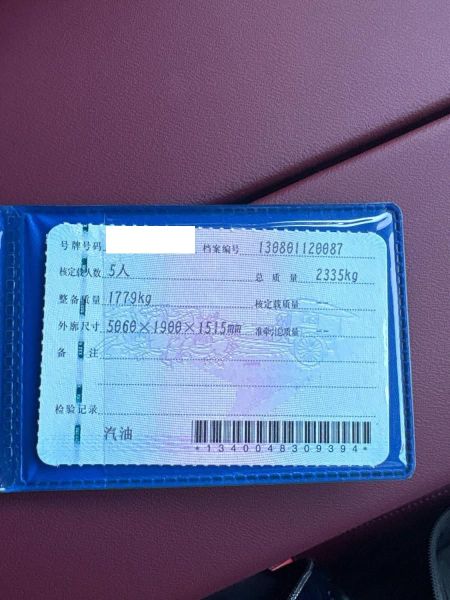 号牌号码 档案编号 130801120087
核定载人数 5人 总质量 2335kg
整备质量 1779kg 核定载质量 --
外廓尺寸 5060×1900×1515mm 准牵引总质量 --
备注
检验记录
汽油
*1340048309394*